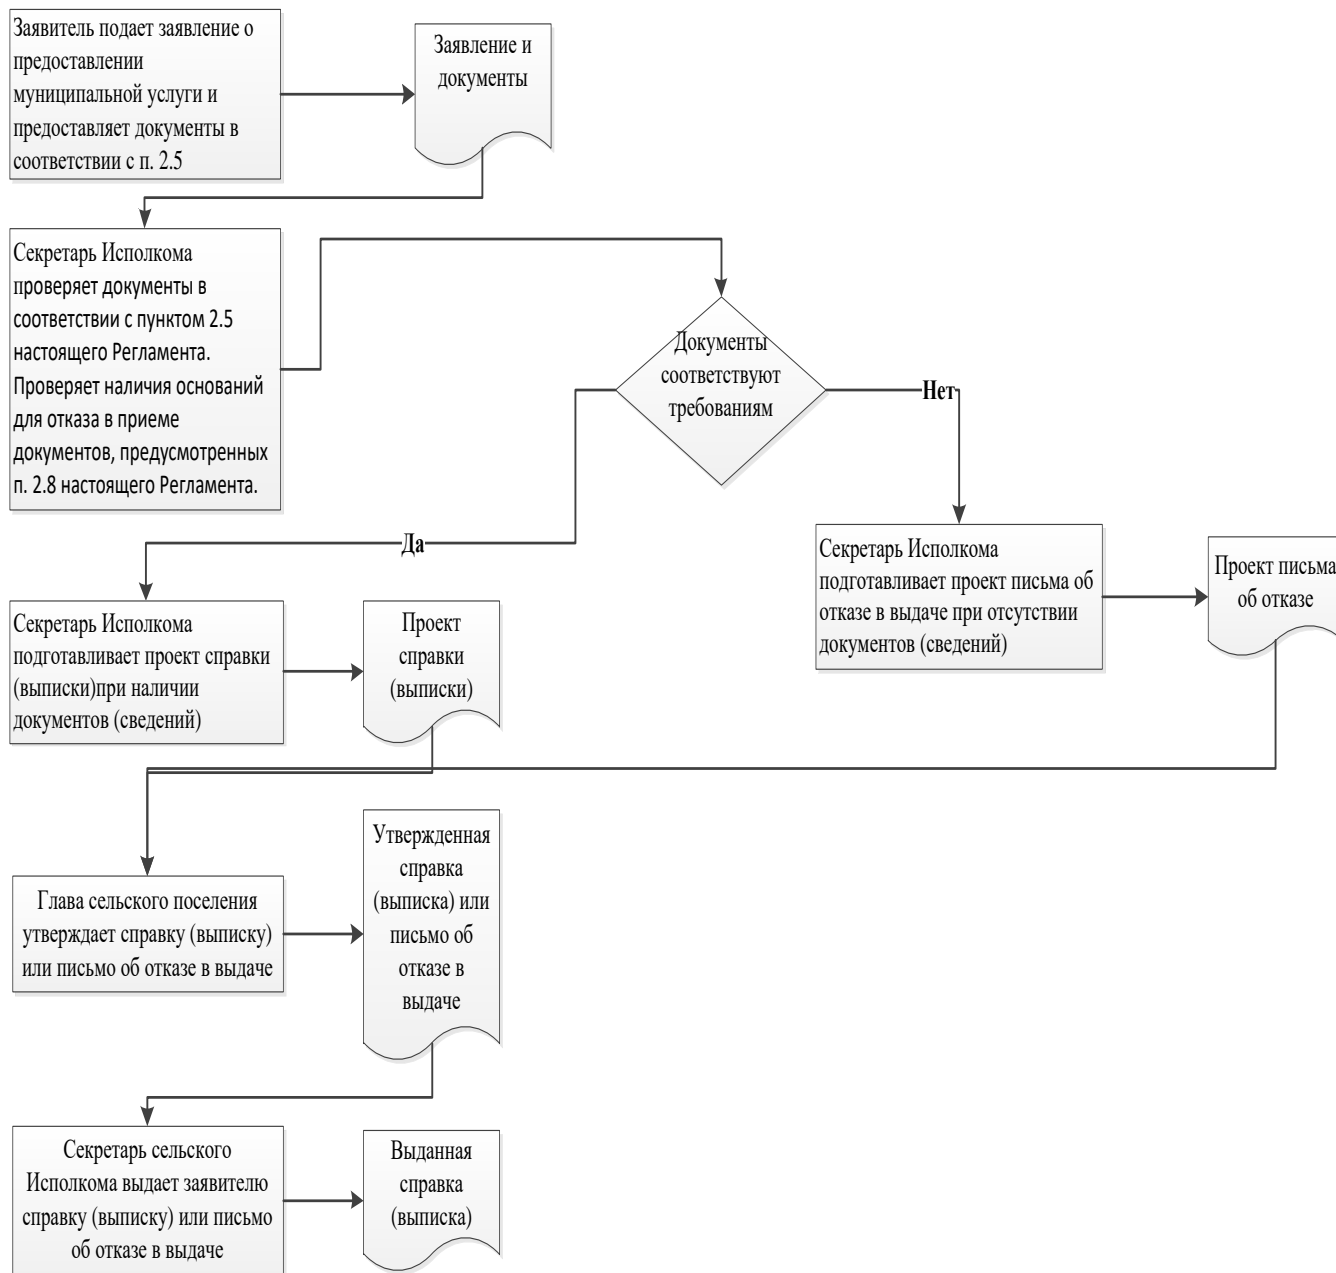 Заявитель подает заявление о
предоставлении
муниципальной услуги и
предоставляет документы в
соответствии с п. 2.5
Заявление и
документы
Секретарь Исполкома
проверяет документы в
соответствии с пунктом 2.5
настоящего Регламента.
Проверяет наличия оснований
для отказа в приеме
документов, предусмотренных
п. 2.8 настоящего Регламента.
Документы
соответствуют
требованиям
Нет
Да
Секретарь Исполкома
подготавливает проект письма об
отказе в выдаче при отсутствии
документов (сведений)
Проект письма
об отказе
Секретарь Исполкома
подготавливает проект справки
(выписки)при наличии
документов (сведений)
Проект
справки
(выписки)
Глава сельского поселения
утверждает справку (выписку)
или письмо об отказе в выдаче
Утвержденная
справка
(выписка) или
письмо об
отказе в
выдаче
Секретарь сельского
Исполкома выдает заявителю
справку (выписку) или письмо
об отказе в выдаче
Выданная
справка
(выписка)